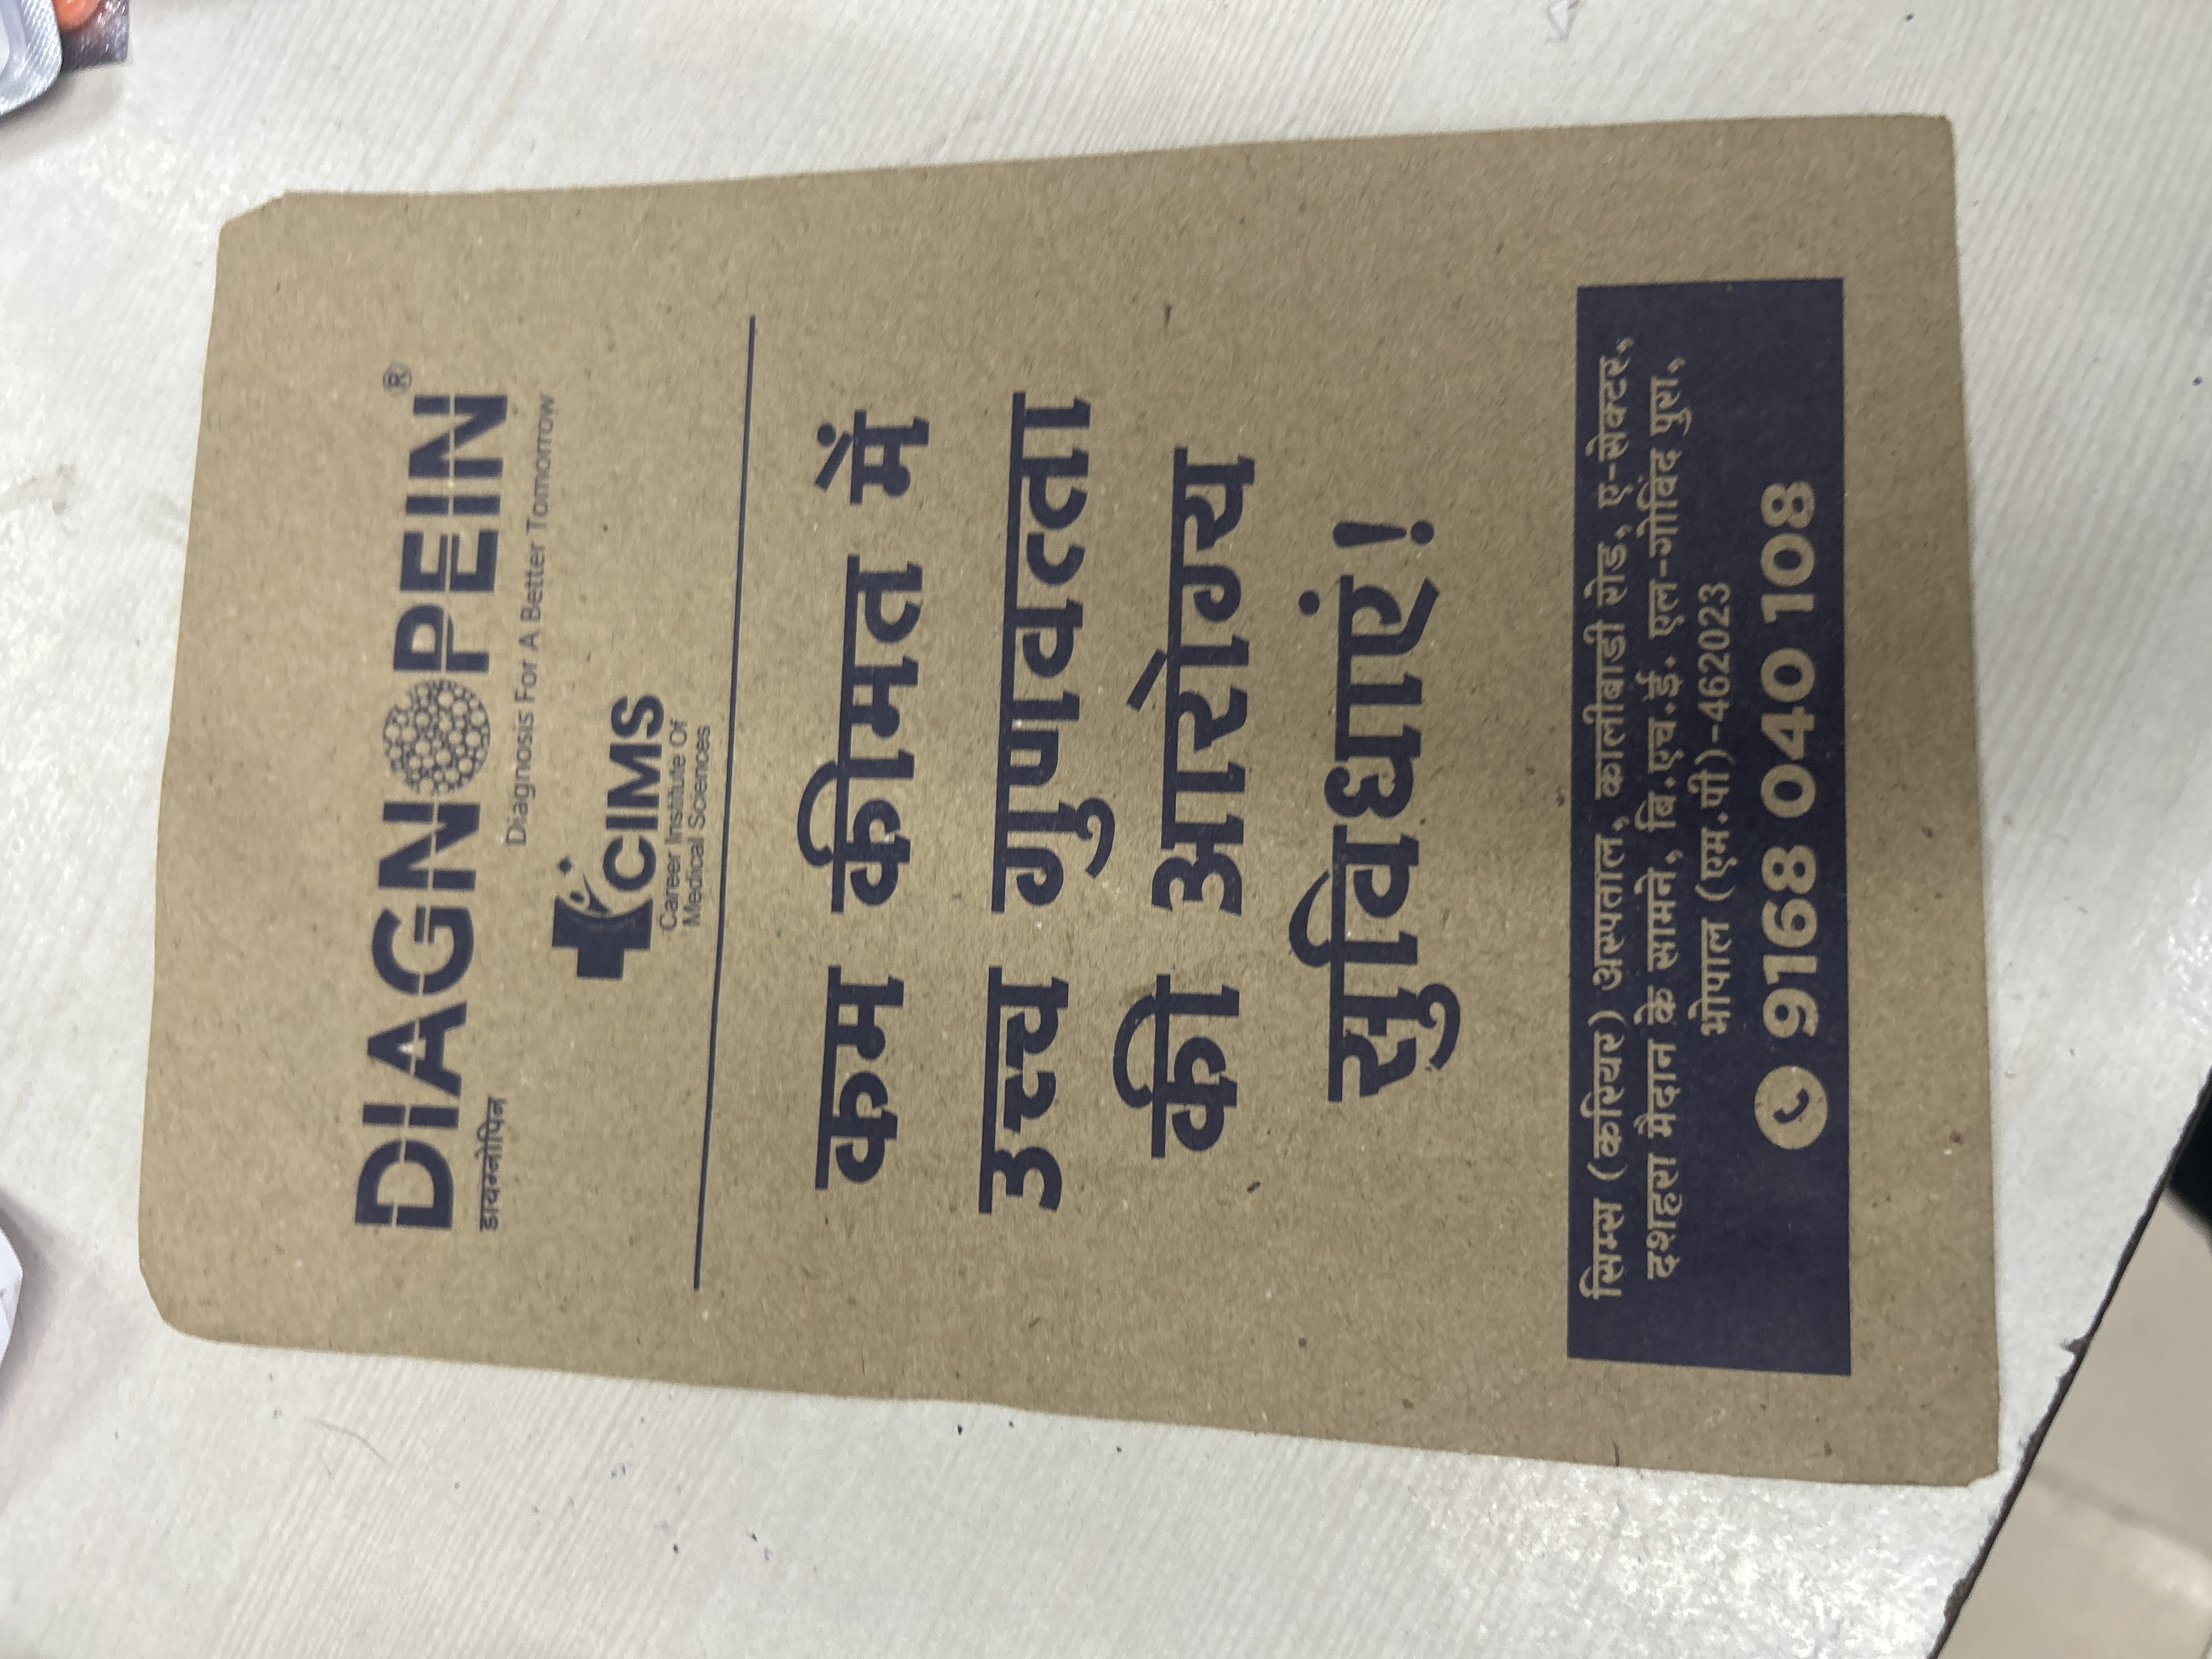 DIAGNOPEIN®
डायग्नोपिन
Diagnosis For A Better Tomorrow
CIMS
Career Institute Of
Medical Sciences
कम कीमत में
उच्च गुणवत्ता
की आरोग्य
सुविधाएं!
सिम्स (करियर) अस्पताल, कालीबाडी रोड, ए-सेक्टर,
दशहरा मैदान के सामने, बि.एच.ई. एल-गोविंद पुरा,
भोपाल (एम.पी)-462023
9168 040 108